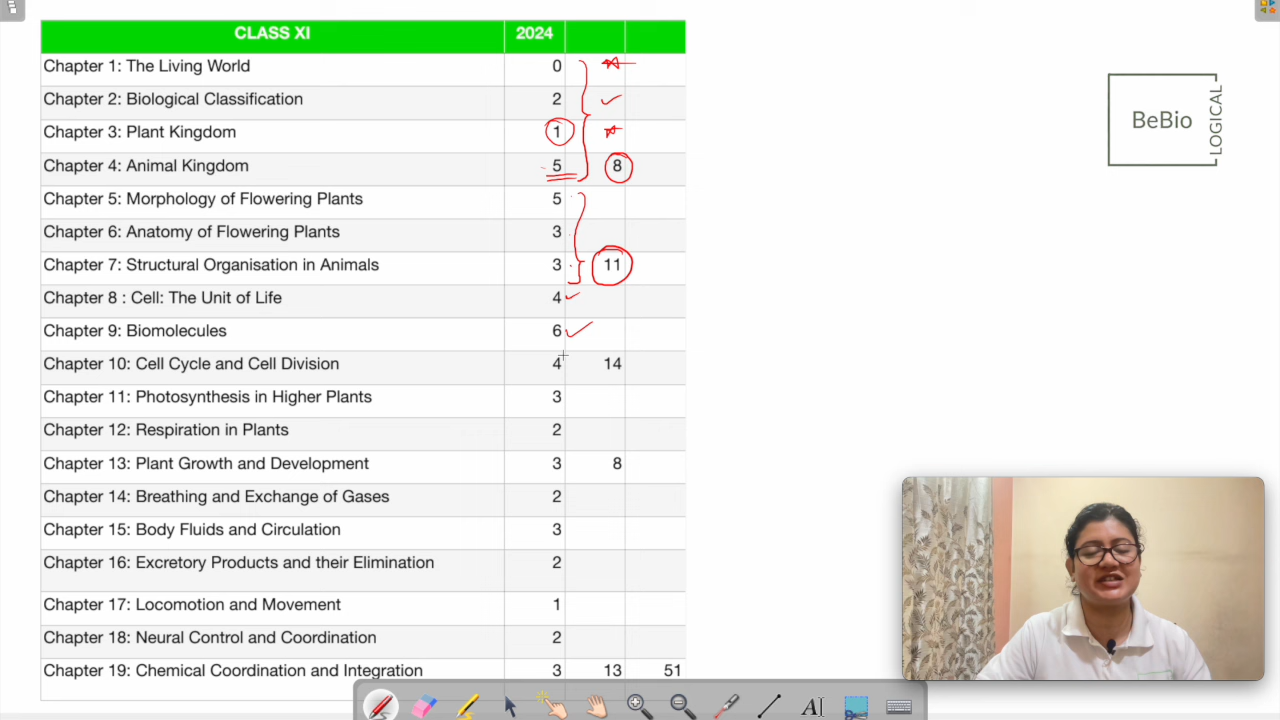 CLASS XI 2024
Chapter 1: The Living World 0
Chapter 2: Biological Classification 2
Chapter 3: Plant Kingdom 1
Chapter 4: Animal Kingdom 5 8
Chapter 5: Morphology of Flowering Plants 5
Chapter 6: Anatomy of Flowering Plants 3
Chapter 7: Structural Organisation in Animals 3 11
Chapter 8 : Cell: The Unit of Life 4
Chapter 9: Biomolecules 6
Chapter 10: Cell Cycle and Cell Division 4 14
Chapter 11: Photosynthesis in Higher Plants 3
Chapter 12: Respiration in Plants 2
Chapter 13: Plant Growth and Development 3 8
Chapter 14: Breathing and Exchange of Gases 2
Chapter 15: Body Fluids and Circulation 3
Chapter 16: Excretory Products and their Elimination 2
Chapter 17: Locomotion and Movement 1
Chapter 18: Neural Control and Coordination 2
Chapter 19: Chemical Coordination and Integration 3 13 51
BeBio
LOGICAL
A